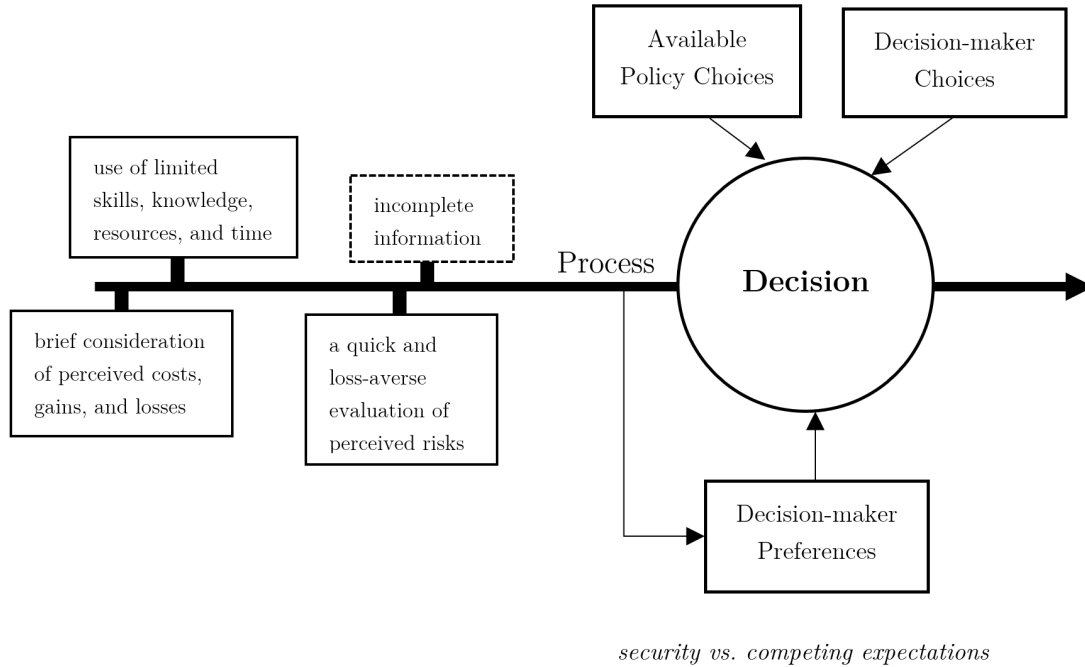 Available
Policy Choices
Decision-maker
Choices
use of limited
skills, knowledge,
resources, and time
incomplete
information
Process
Decision
brief consideration
of perceived costs,
gains, and losses
a quick and
loss-averse
evaluation of
perceived risks
Decision-maker
Preferences
security vs. competing expectations